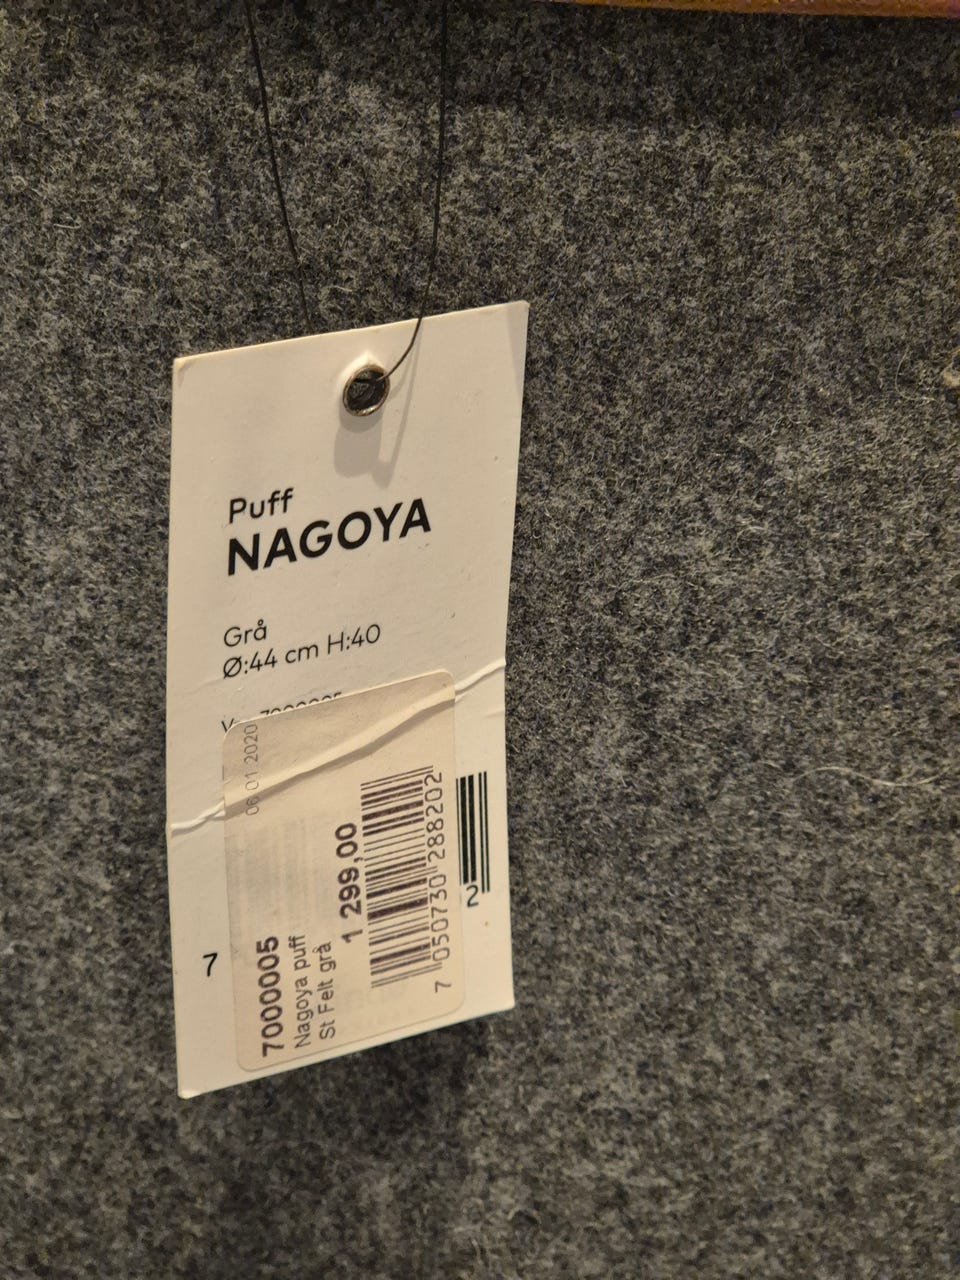 Puff
NAGOYA
Grå
Ø:44 cm H:40
06.01.2020
7000005
Nagoya puff
St Felt grå
1 299,00
7 050730 288202
7
2